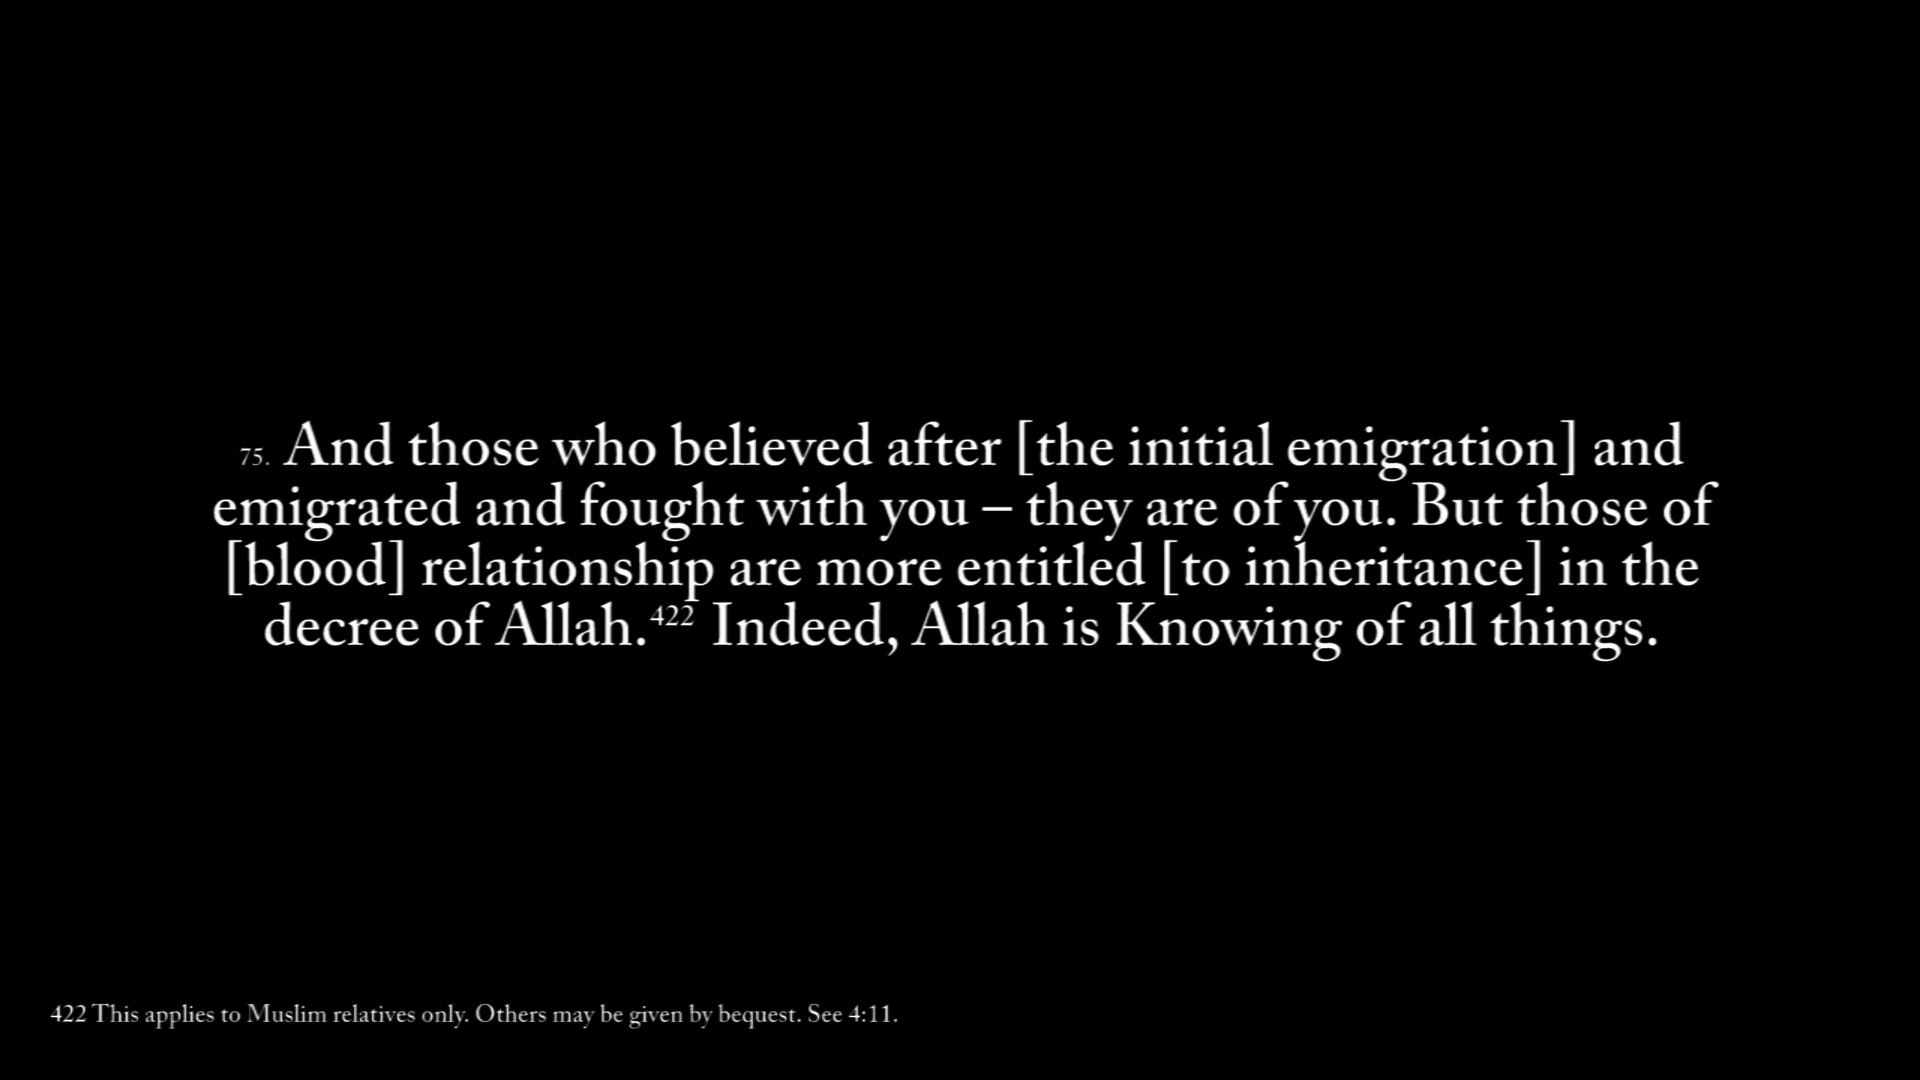 75. And those who believed after [the initial emigration] and
emigrated and fought with you – they are of you. But those of
[blood] relationship are more entitled [to inheritance] in the
decree of Allah.422 Indeed, Allah is Knowing of all things.
422 This applies to Muslim relatives only. Others may be given by bequest. See 4:11.